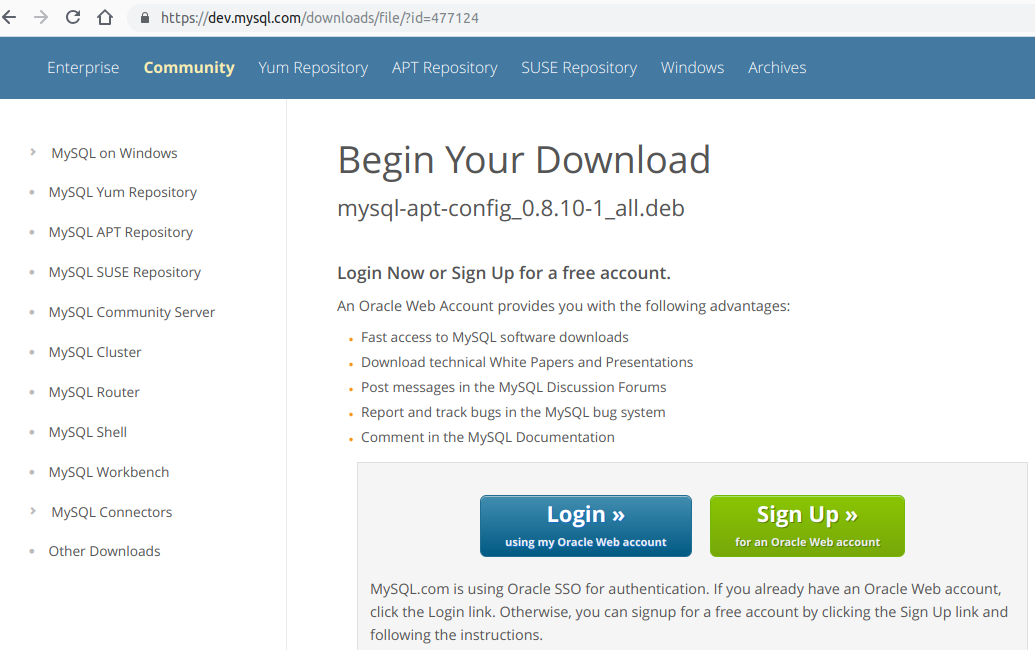 https://dev.mysql.com/downloads/file/?id=477124
Enterprise Community Yum Repository APT Repository SUSE Repository Windows Archives
MySQL on Windows
MySQL Yum Repository
MySQL APT Repository
MySQL SUSE Repository
MySQL Community Server
MySQL Cluster
MySQL Router
MySQL Shell
MySQL Workbench
MySQL Connectors
Other Downloads
Begin Your Download
mysql-apt-config_0.8.10-1_all.deb
Login Now or Sign Up for a free account.
An Oracle Web Account provides you with the following advantages:
Fast access to MySQL software downloads
Download technical White Papers and Presentations
Post messages in the MySQL Discussion Forums
Report and track bugs in the MySQL bug system
Comment in the MySQL Documentation
Login »
using my Oracle Web account
Sign Up »
for an Oracle Web account
MySQL.com is using Oracle SSO for authentication. If you already have an Oracle Web account,
click the Login link. Otherwise, you can signup for a free account by clicking the Sign Up link and
following the instructions.